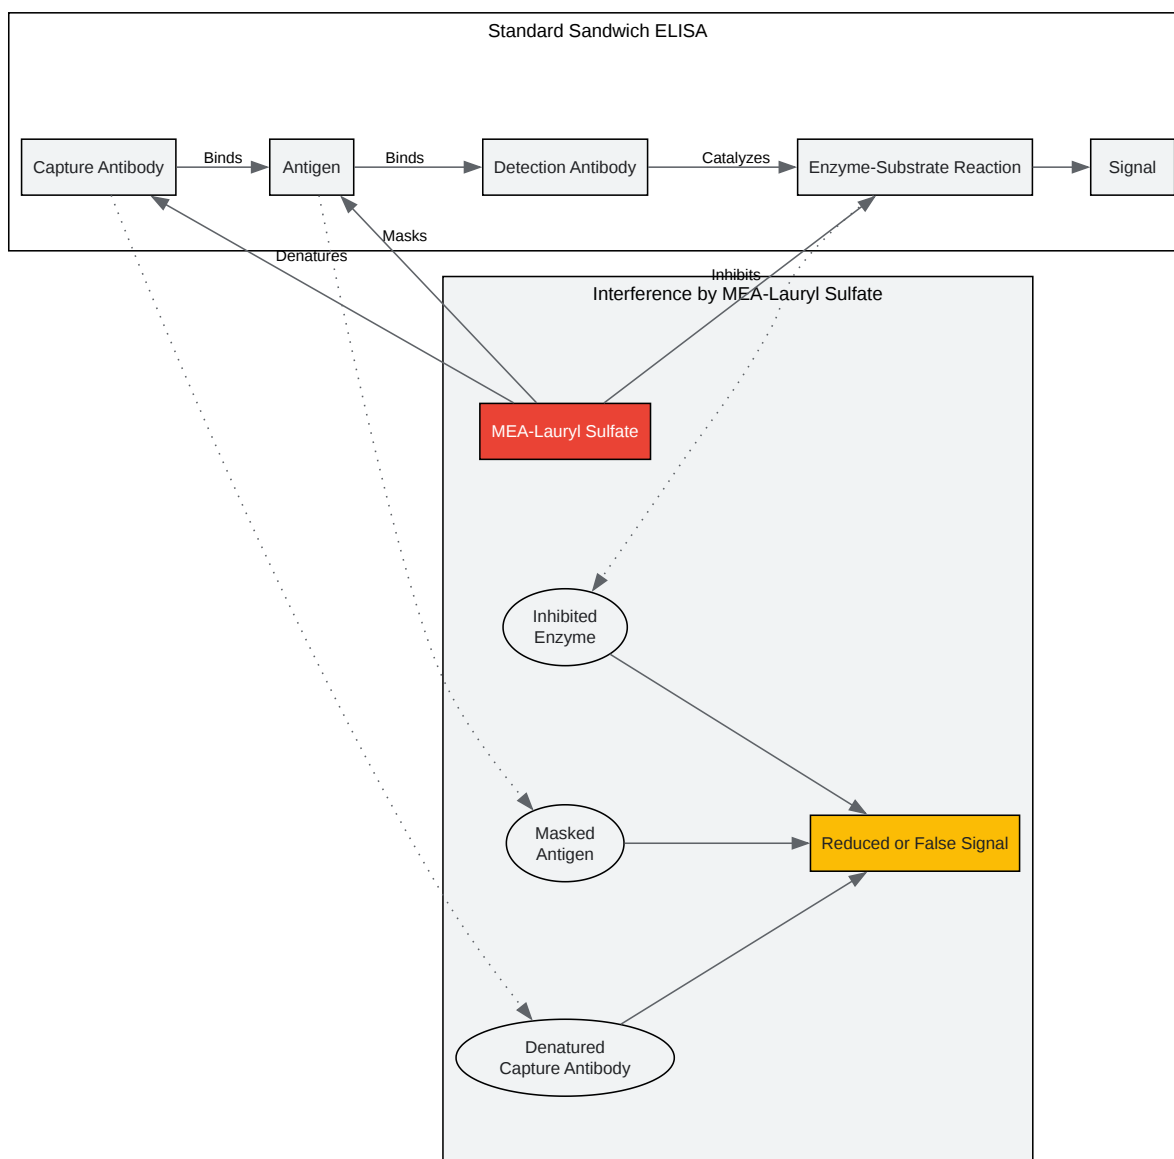 Standard Sandwich ELISA
Capture Antibody
Binds
Antigen
Binds
Detection Antibody
Catalyzes
Enzyme-Substrate Reaction
Signal
Masks
Denatures
Inhibits
Interference by MEA-Lauryl Sulfate
MEA-Lauryl Sulfate
Inhibited
Enzyme
Masked
Antigen
Reduced or False Signal
Denatured
Capture Antibody